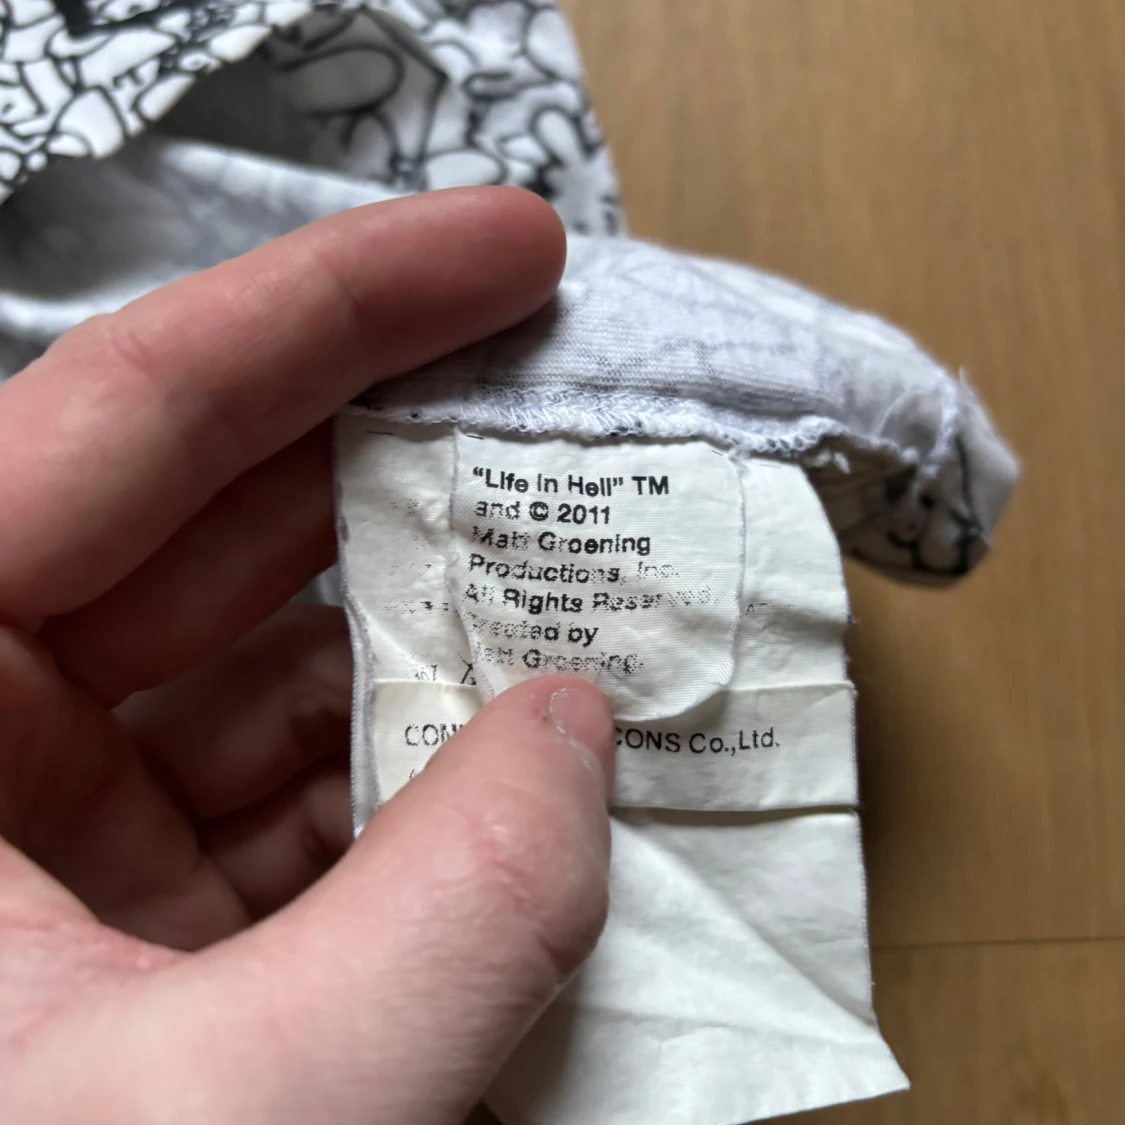 "Life in Hell" TM
and © 2011
Matt Groening
Productions, Inc.
All Rights Reserved
Created by
Matt Groening.
CONS Co.,Ltd.